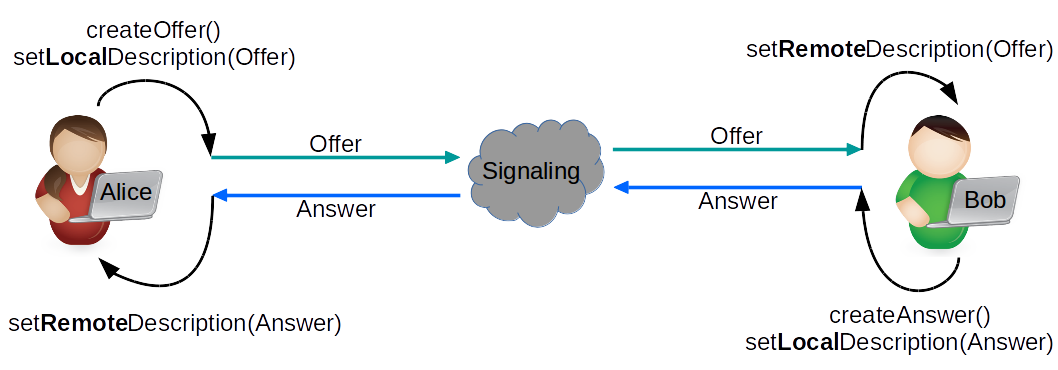 createOffer()
setLocalDescription(Offer)
setRemoteDescription(Offer)
Offer
Offer
Signaling
Alice
Bob
Answer
Answer
setRemoteDescription(Answer)
createAnswer()
setLocalDescription(Answer)